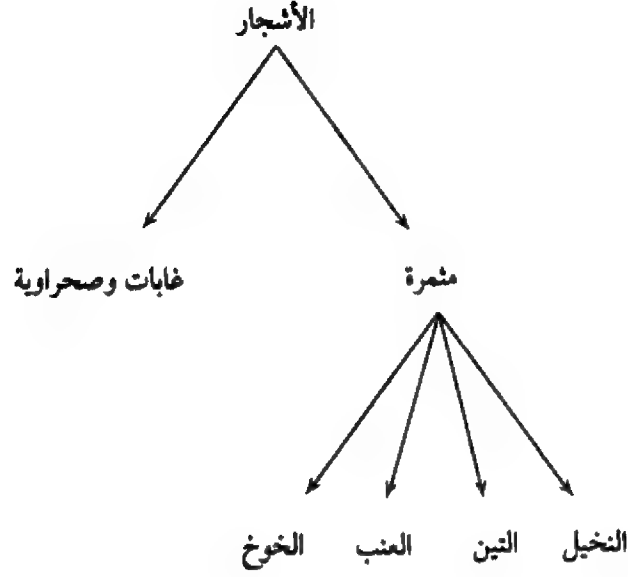 الأشجار
مثمرة
غابات وصحراوية
النخيل
التين
العنب
الخوخ